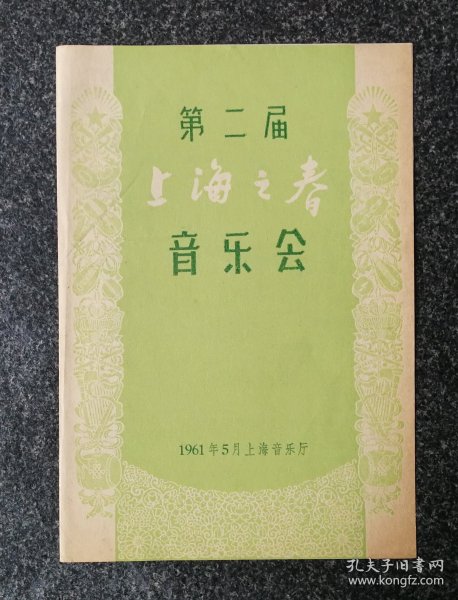 第二届
上海之春
音乐会
1961年5月上海音乐厅
孔夫子旧书网
www.kongfz.com